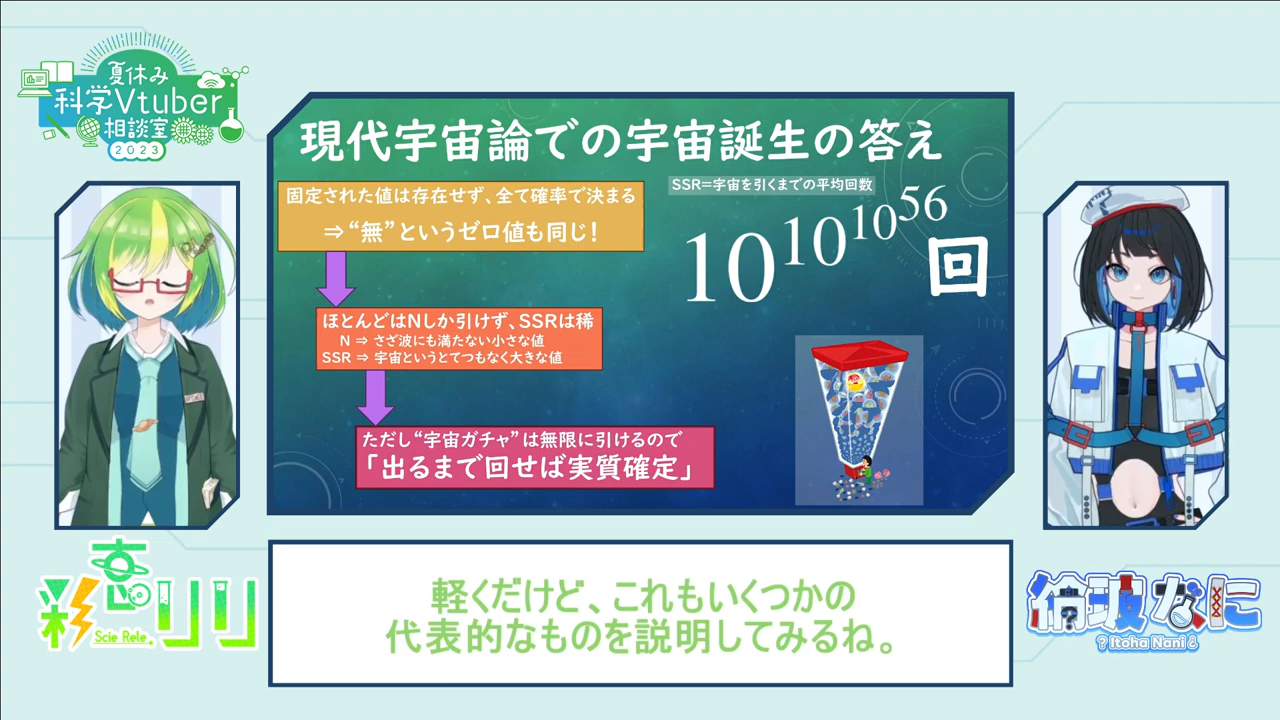 夏休み
科学Vtuber
相談室
2023
現代宇宙論での宇宙誕生の答え
固定された値は存在せず、全て確率で決まる
⇒“無”というゼロ値も同じ!
SSR=宇宙を引くまでの平均回数
10^10^10^56回
ほとんどはNしか引けず、SSRは稀
N ⇒ さざ波にも満たない小さな値
SSR ⇒ 宇宙というとてつもなく大きな値
ただし“宇宙ガチャ”は無限に引けるので
「出るまで回せば実質確定」
軽くだけど、これもいくつかの
代表的なものを説明してみるね。
彩恵りり
Scie Rele.
倫玻なに
? Itoha Nani ¿